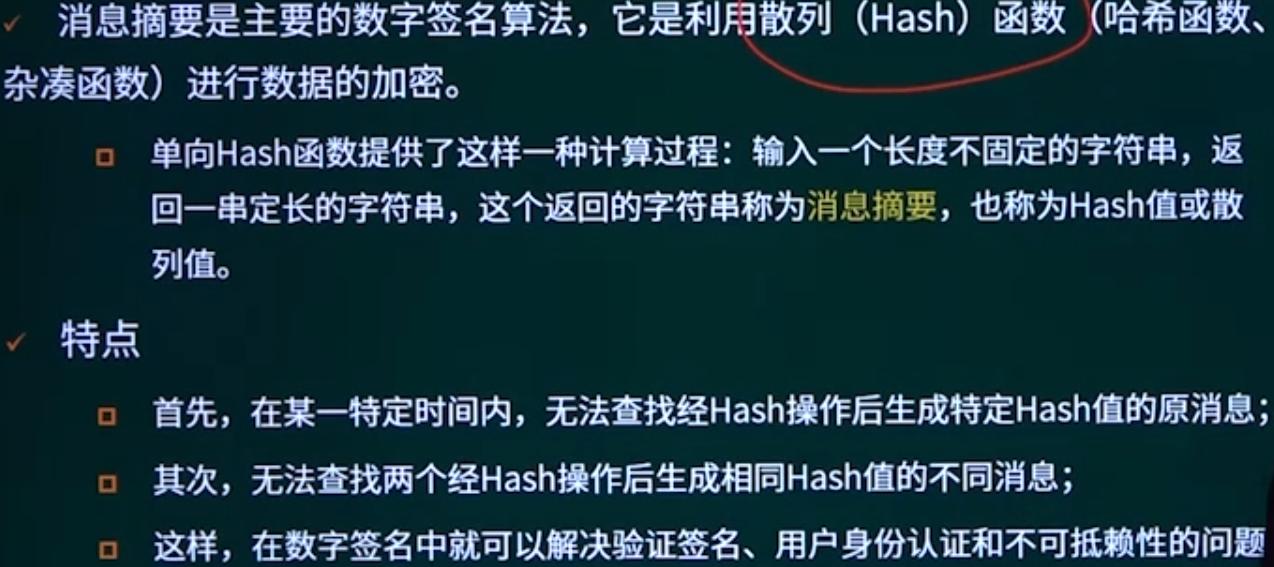 消息摘要是主要的数字签名算法，它是利用散列（Hash）函数（哈希函数、
杂凑函数）进行数据的加密。
单向Hash函数提供了这样一种计算过程：输入一个长度不固定的字符串，返
回一串定长的字符串，这个返回的字符串称为消息摘要，也称为Hash值或散
列值。
特点
首先，在某一特定时间内，无法查找经Hash操作后生成特定Hash值的原消息；
其次，无法查找两个经Hash操作后生成相同Hash值的不同消息；
这样，在数字签名中就可以解决验证签名、用户身份认证和不可抵赖性的问题